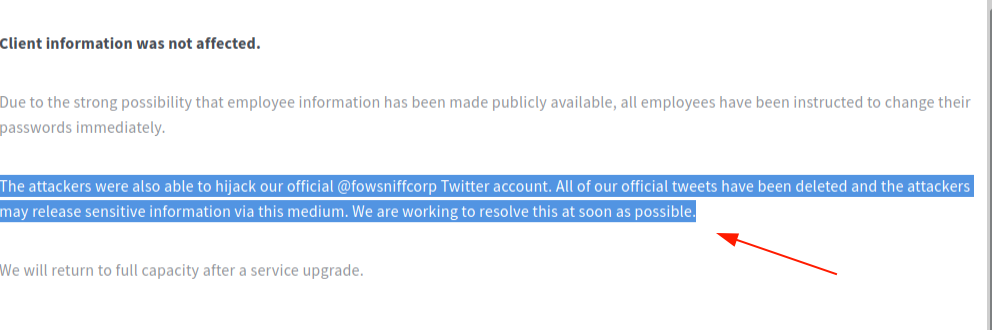 Client information was not affected.
Due to the strong possibility that employee information has been made publicly available, all employees have been instructed to change their
passwords immediately.
The attackers were also able to hijack our official @fowsniffcorp Twitter account. All of our official tweets have been deleted and the attackers
may release sensitive information via this medium. We are working to resolve this at soon as possible.
We will return to full capacity after a service upgrade.